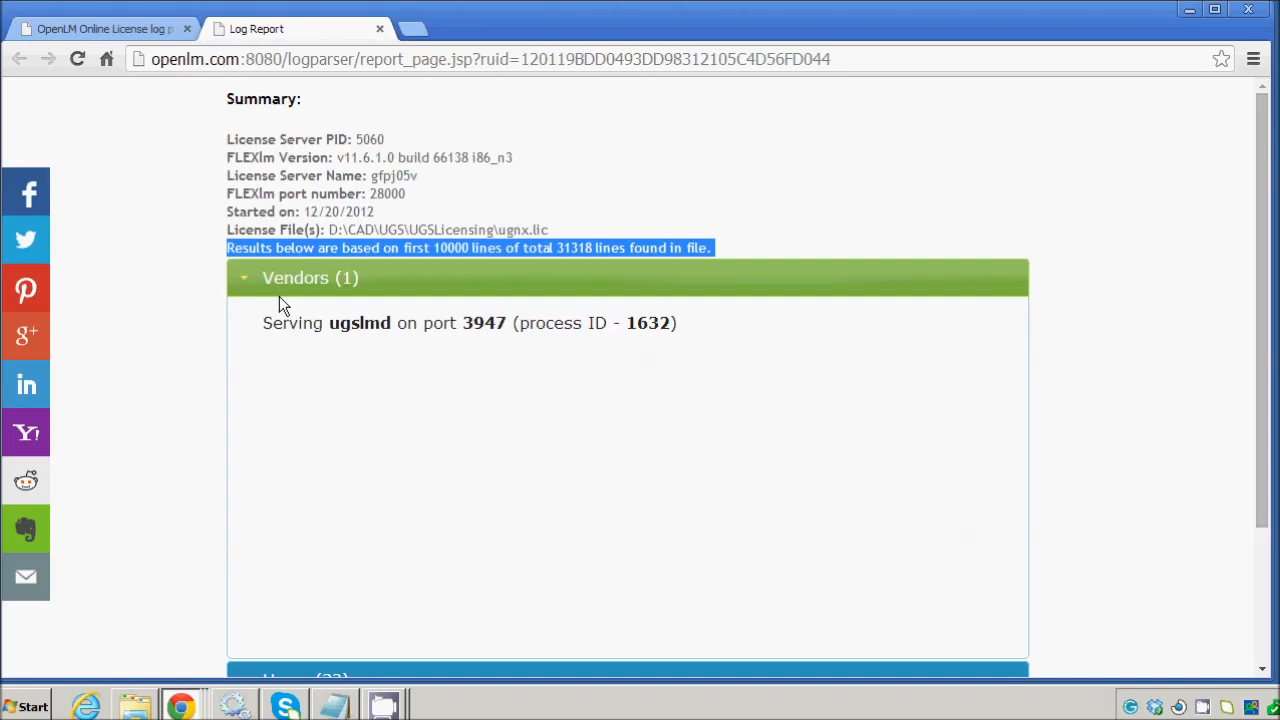 OpenLM Online License log p
Log Report
openlm.com:8080/logparser/report_page.jsp?ruid=120119BDD0493DD98312105C4D56FD044
Summary:
License Server PID: 5060
FLEXlm Version: v11.6.1.0 build 66138 i86_n3
License Server Name: gfpj05v
FLEXlm port number: 28000
Started on: 12/20/2012
License File(s): D:\CAD\UGS\UGSLicensing\ugnx.lic
Results below are based on first 10000 lines of total 31318 lines found in file.
Vendors (1)
Serving ugslmd on port 3947 (process ID - 1632)
Start